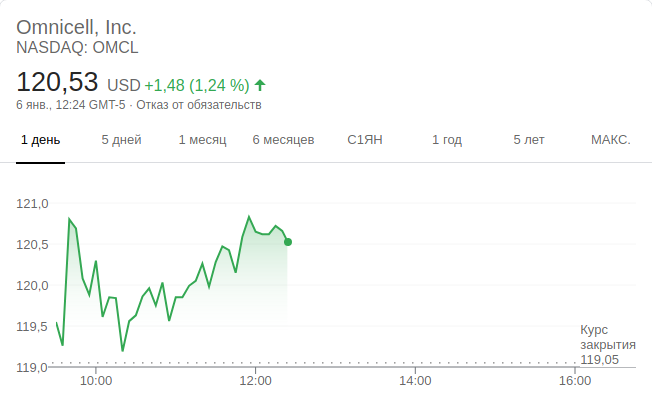 Omnicell, Inc.
NASDAQ: OMCL
120,53 USD +1,48 (1,24 %)
6 янв., 12:24 GMT-5 · Отказ от обязательств
1 день 5 дней 1 месяц 6 месяцев С1ЯН 1 год 5 лет МАКС.
121,0
120,5
120,0
119,5
119,0
Курс
закрытия
119,05
10:00 12:00 14:00 16:00